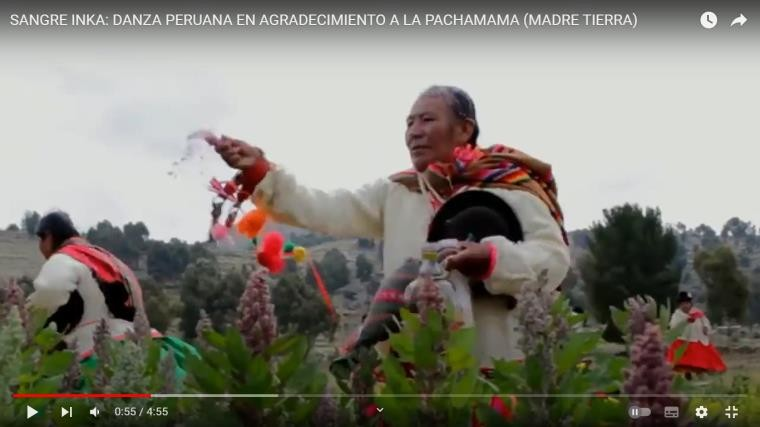 SANGRE INKA: DANZA PERUANA EN AGRADECIMIENTO A LA PACHAMAMA (MADRE TIERRA)
0:55 / 4:55